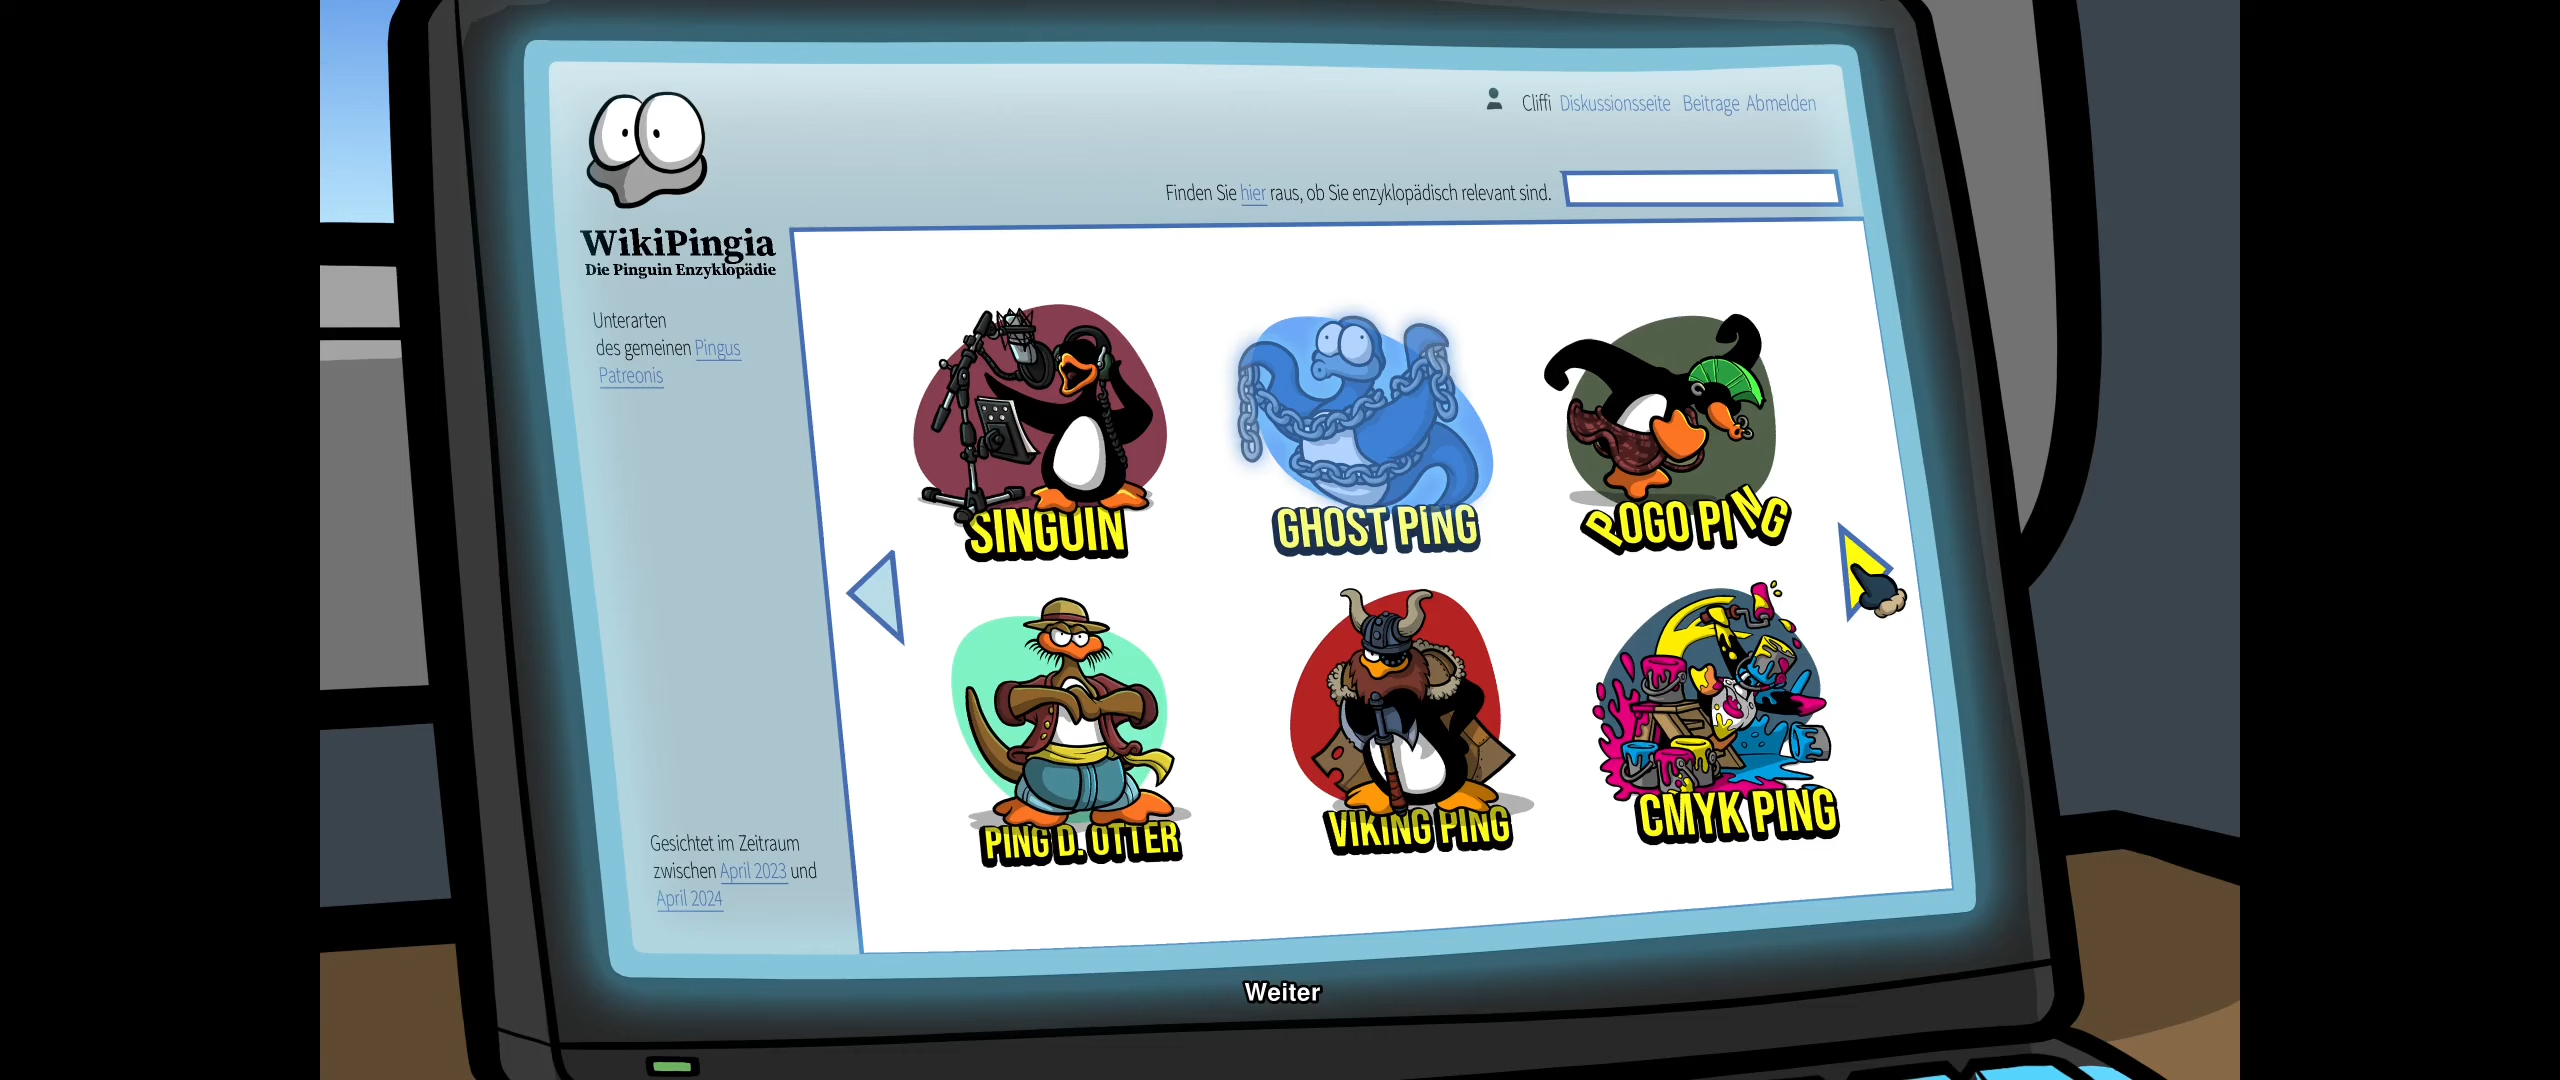 Cliffi Diskussionsseite Beitrage Abmelden
Finden Sie hier raus, ob Sie enzyklopädisch relevant sind.
WikiPingia
Die Pinguin Enzyklopädie
Unterarten
des gemeinen Pingus
Patreonis
SINGUIN
GHOST PING
POGO PING
PING D. OTTER
VIKING PING
CMYK PING
Gesichtet im Zeitraum
zwischen April 2023 und
April 2024
Weiter